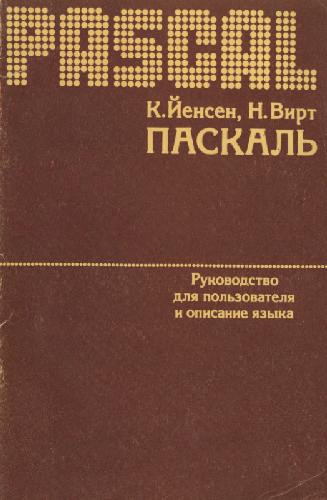 PASCAL
К. Йенсен, Н. Вирт
ПАСКАЛЬ
Руководство
для пользователя
и описание языка